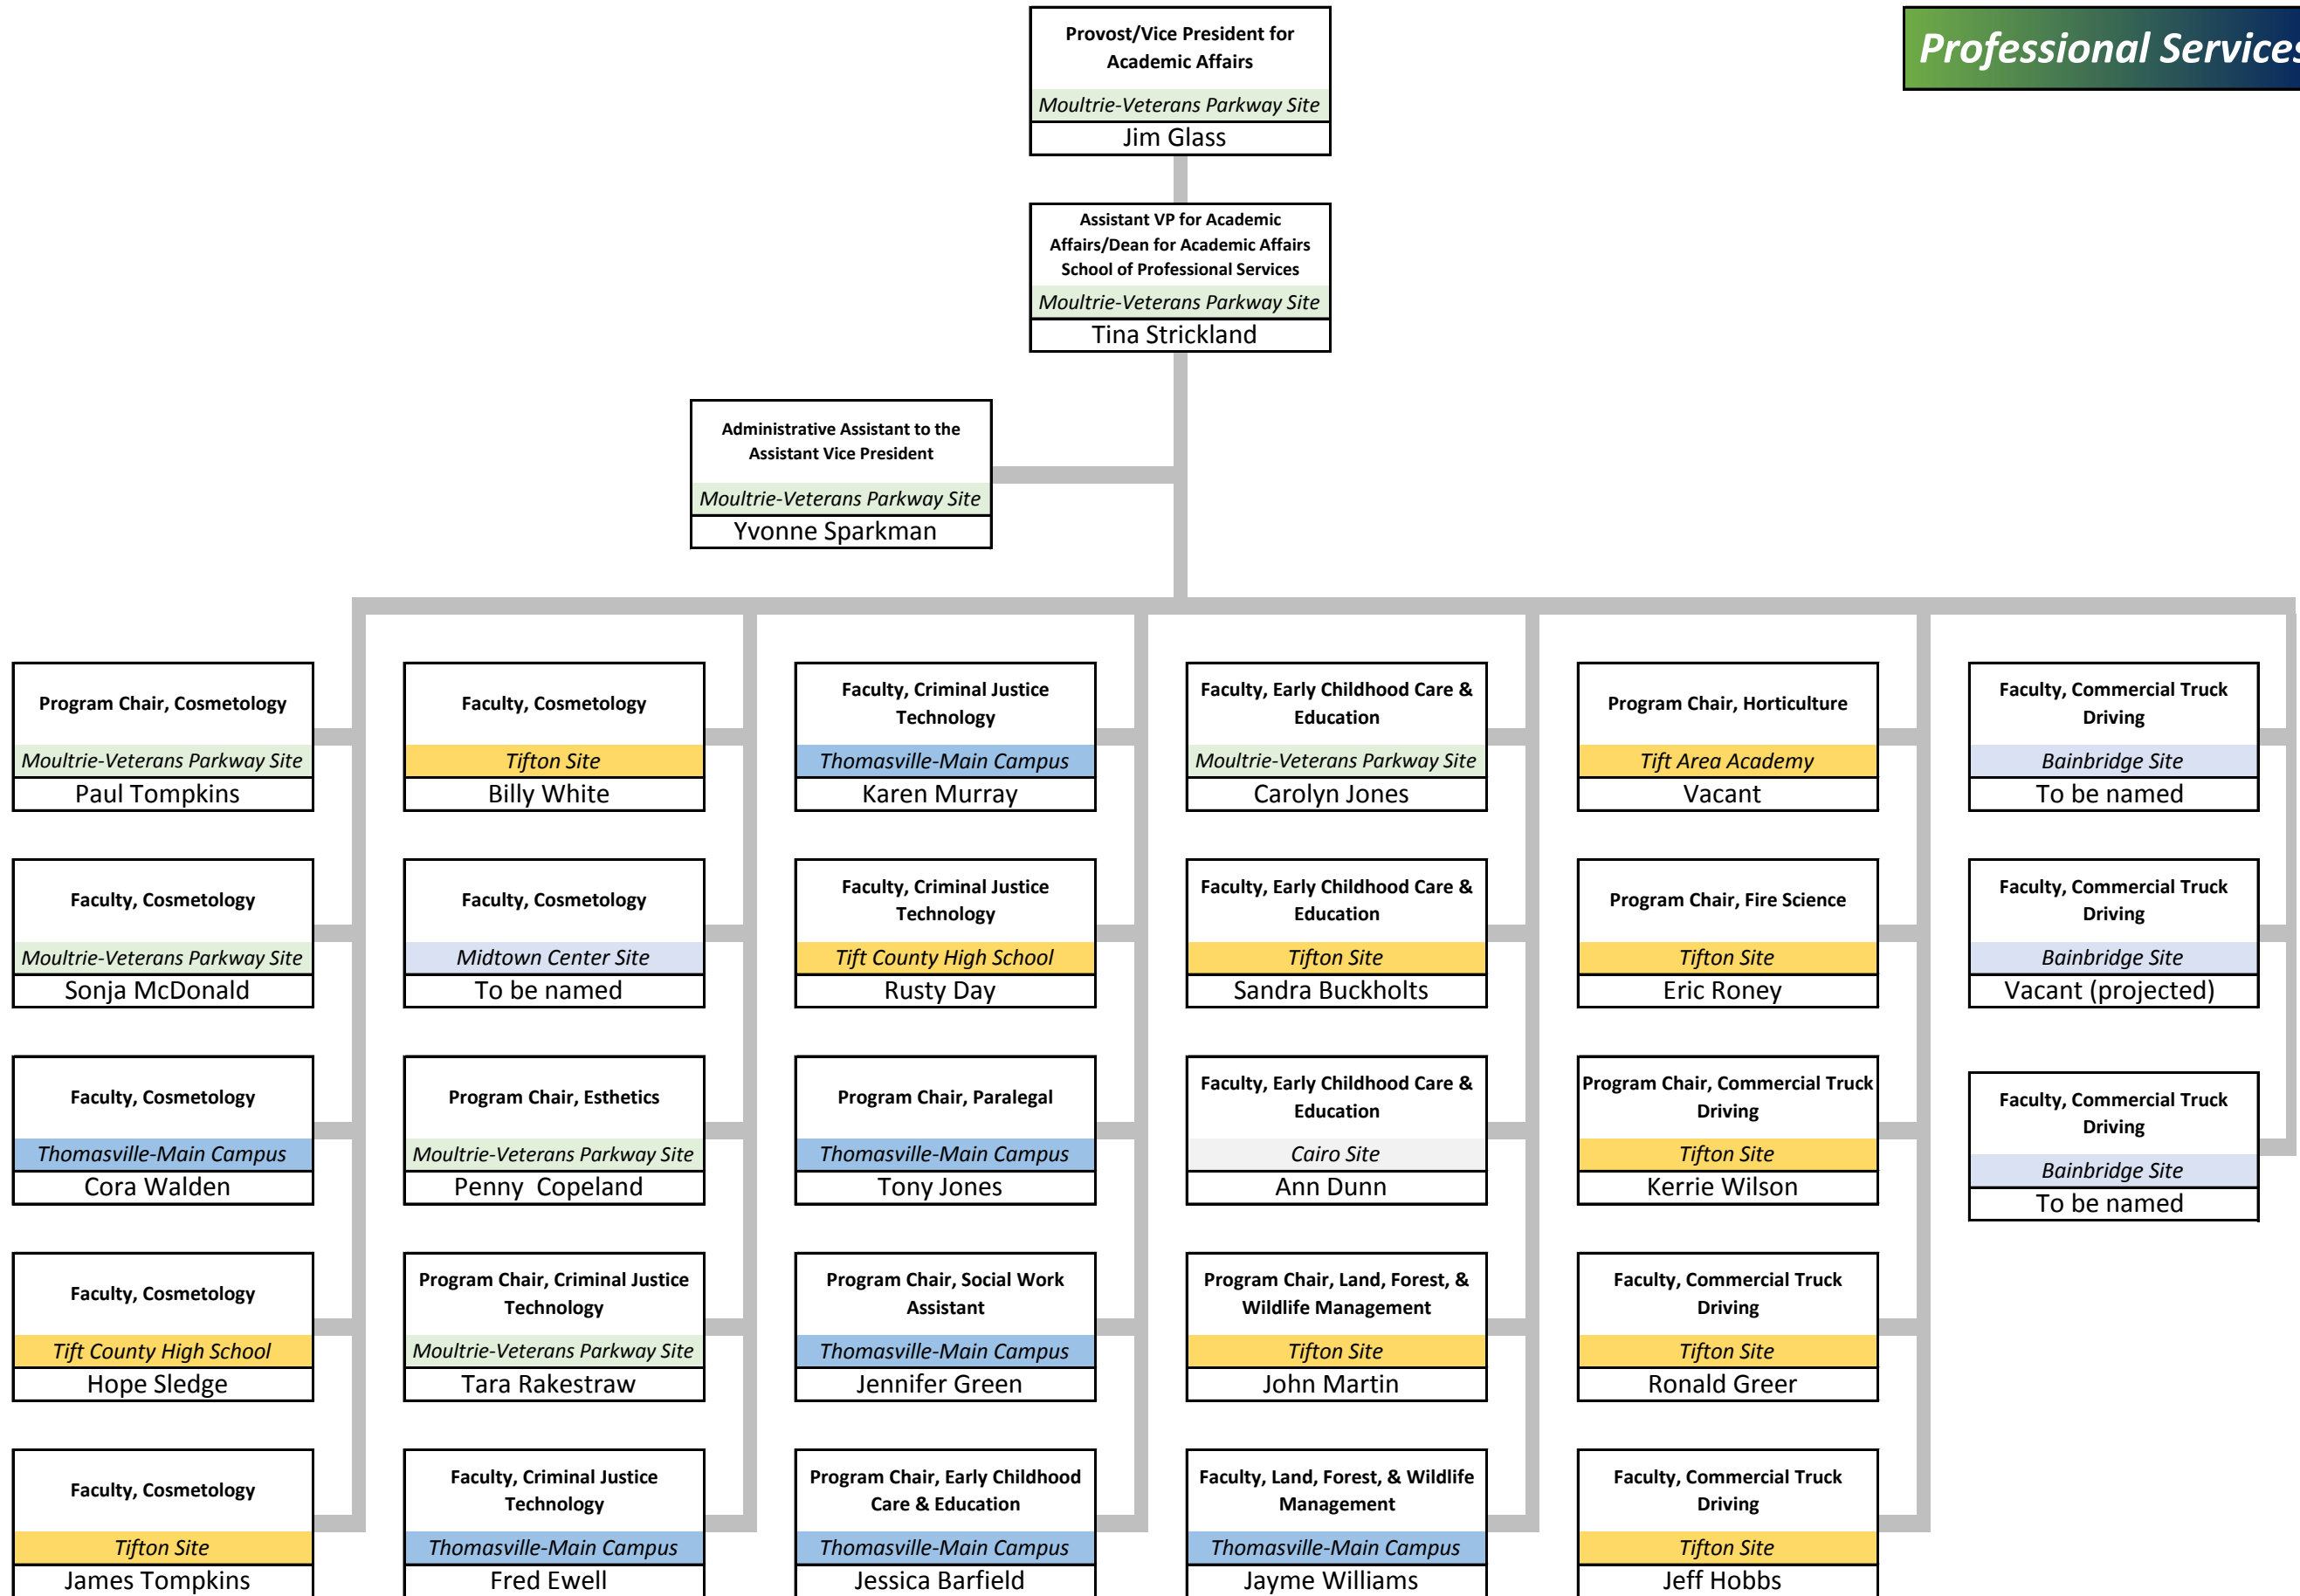 Professional Services
Provost/Vice President for
Academic Affairs
Moultrie-Veterans Parkway Site
Jim Glass
Assistant VP for Academic
Affairs/Dean for Academic Affairs
School of Professional Services
Moultrie-Veterans Parkway Site
Tina Strickland
Administrative Assistant to the
Assistant Vice President
Moultrie-Veterans Parkway Site
Yvonne Sparkman
Program Chair, Cosmetology
Moultrie-Veterans Parkway Site
Paul Tompkins
Faculty, Cosmetology
Moultrie-Veterans Parkway Site
Sonja McDonald
Faculty, Cosmetology
Thomasville-Main Campus
Cora Walden
Faculty, Cosmetology
Tift County High School
Hope Sledge
Faculty, Cosmetology
Tifton Site
James Tompkins
Faculty, Cosmetology
Tifton Site
Billy White
Faculty, Cosmetology
Midtown Center Site
To be named
Program Chair, Esthetics
Moultrie-Veterans Parkway Site
Penny Copeland
Program Chair, Criminal Justice
Technology
Moultrie-Veterans Parkway Site
Tara Rakestraw
Faculty, Criminal Justice
Technology
Thomasville-Main Campus
Fred Ewell
Faculty, Criminal Justice
Technology
Thomasville-Main Campus
Karen Murray
Faculty, Criminal Justice
Technology
Tift County High School
Rusty Day
Program Chair, Paralegal
Thomasville-Main Campus
Tony Jones
Program Chair, Social Work
Assistant
Thomasville-Main Campus
Jennifer Green
Program Chair, Early Childhood
Care & Education
Thomasville-Main Campus
Jessica Barfield
Faculty, Early Childhood Care &
Education
Moultrie-Veterans Parkway Site
Carolyn Jones
Faculty, Early Childhood Care &
Education
Tifton Site
Sandra Buckholts
Faculty, Early Childhood Care &
Education
Cairo Site
Ann Dunn
Program Chair, Land, Forest, &
Wildlife Management
Tifton Site
John Martin
Faculty, Land, Forest, & Wildlife
Management
Thomasville-Main Campus
Jayme Williams
Program Chair, Horticulture
Tift Area Academy
Vacant
Program Chair, Fire Science
Tifton Site
Eric Roney
Program Chair, Commercial Truck
Driving
Tifton Site
Kerrie Wilson
Faculty, Commercial Truck
Driving
Tifton Site
Ronald Greer
Faculty, Commercial Truck
Driving
Tifton Site
Jeff Hobbs
Faculty, Commercial Truck
Driving
Bainbridge Site
To be named
Faculty, Commercial Truck
Driving
Bainbridge Site
Vacant (projected)
Faculty, Commercial Truck
Driving
Bainbridge Site
To be named